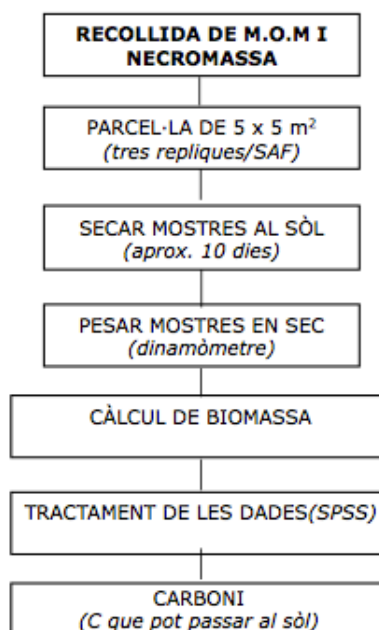 RECOLLIDA DE M.O.M I
NECROMASSA
PARCEL·LA DE 5 x 5 m²
(tres repliques/SAF)
SECAR MOSTRES AL SÒL
(aprox. 10 dies)
PESAR MOSTRES EN SEC
(dinamòmetre)
CÀLCUL DE BIOMASSA
TRACTAMENT DE LES DADES(SPSS)
CARBONI
(C que pot passar al sòl)